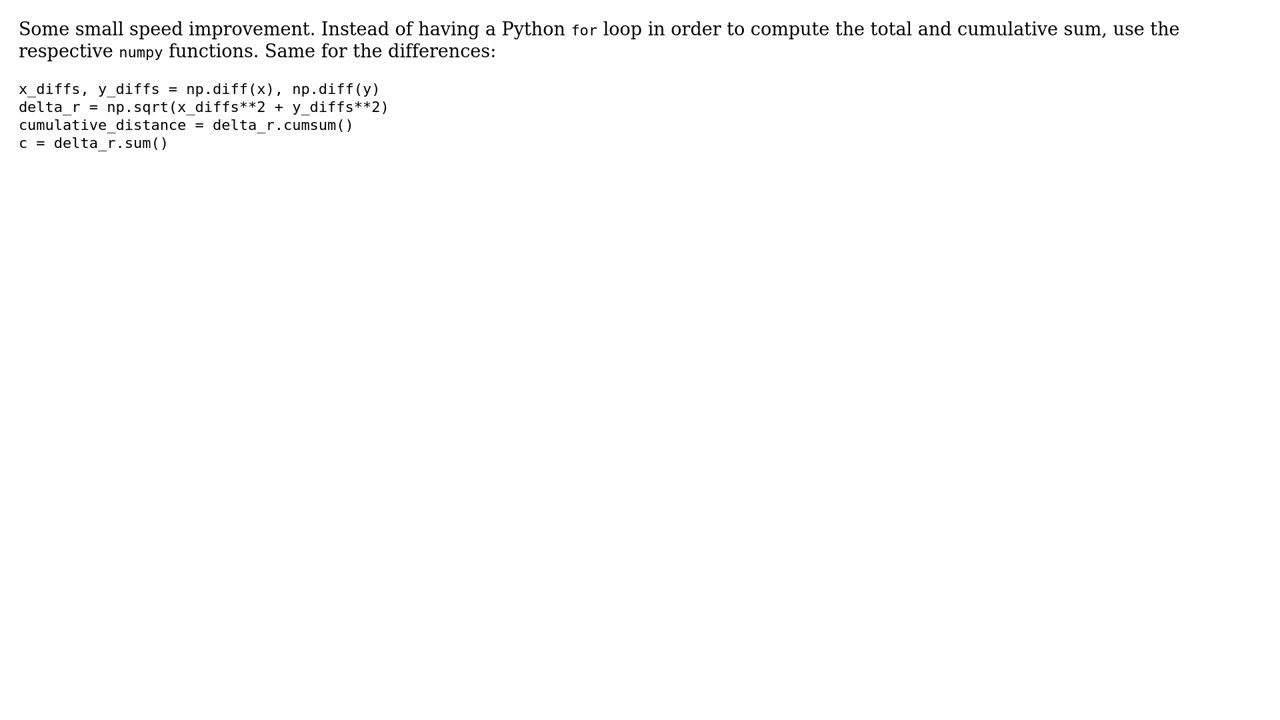 Some small speed improvement. Instead of having a Python for loop in order to compute the total and cumulative sum, use the
respective numpy functions. Same for the differences:
x_diffs, y_diffs = np.diff(x), np.diff(y)
delta_r = np.sqrt(x_diffs**2 + y_diffs**2)
cumulative_distance = delta_r.cumsum()
c = delta_r.sum()